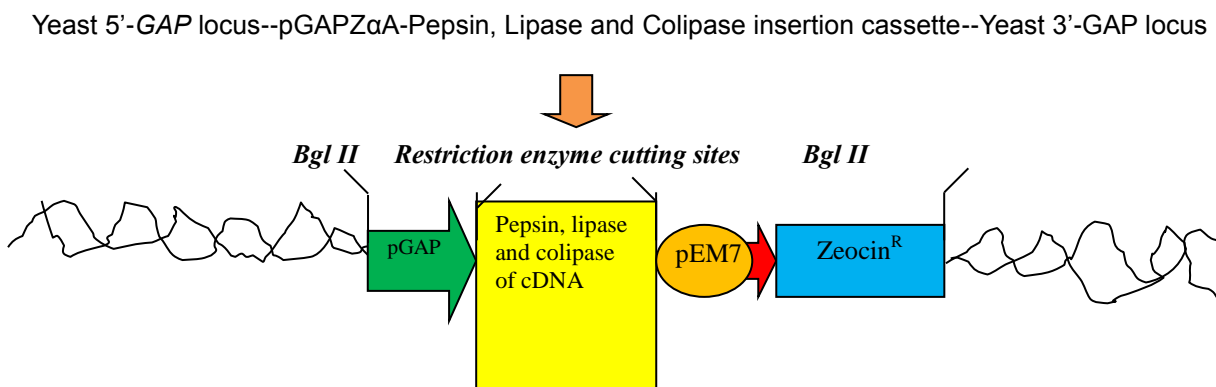 Yeast 5’-GAP locus--pGAPZαA-Pepsin, Lipase and Colipase insertion cassette--Yeast 3’-GAP locus
Bgl II Restriction enzyme cutting sites Bgl II
pGAP
Pepsin, lipase
and colipase
of cDNA
pEM7
Zeocin^R